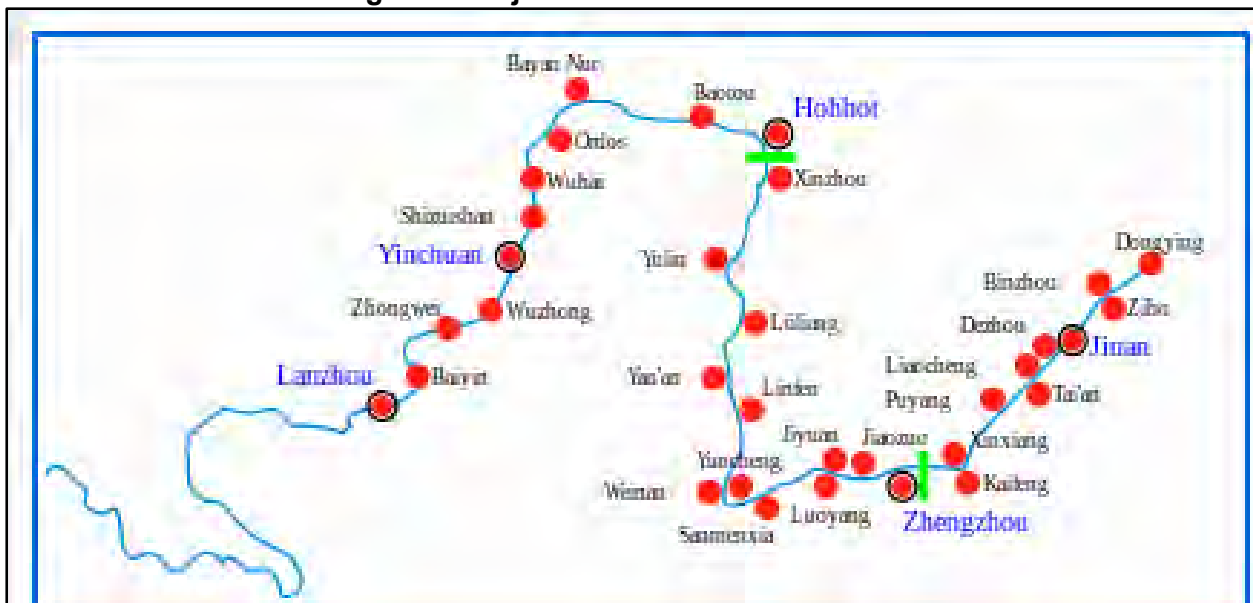 Bayan Nur
Baotou
Hohhot
Ordos
Wuhai
Xinzhou
Shizuishan
Yinchuan
Yulin
Dongying
Binzhou
Zibo
Zhongwei
Wuzhong
Lüliang
Dezhou
Jinan
Liaocheng
Lanzhou
Baiyin
Yan'an
Linfen
Puyang
Tai'an
Jiyuan
Jiaozuo
Xinxiang
Yuncheng
Weinan
Kaifeng
Luoyang
Zhengzhou
Sanmenxia